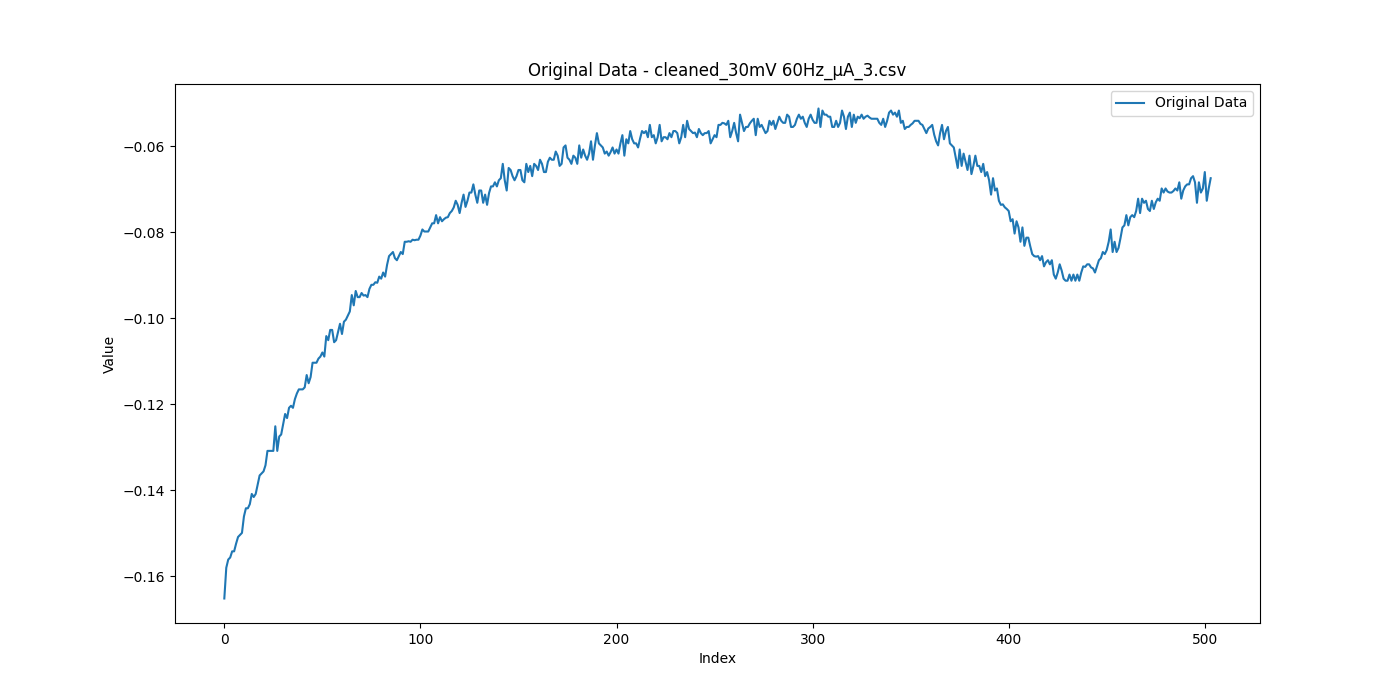 Original Data - cleaned_30mV 60Hz_μA_3.csv
Original Data
−0.06
−0.08
−0.10
−0.12
−0.14
−0.16
Value
0 100 200 300 400 500
Index